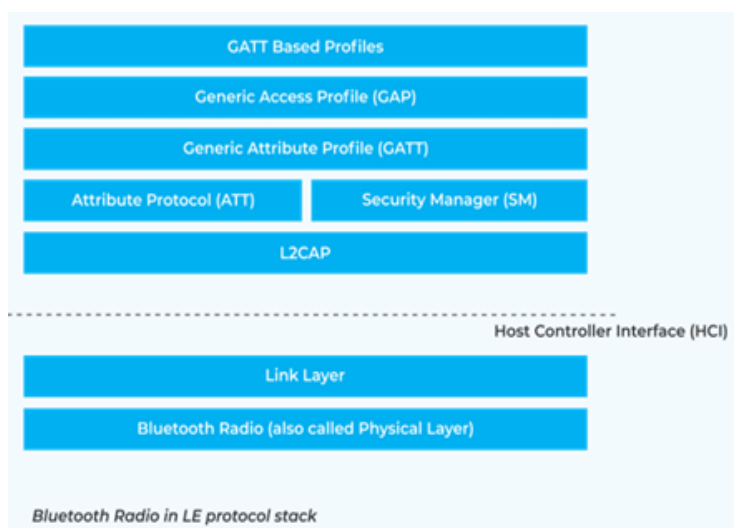 GATT Based Profiles
Generic Access Profile (GAP)
Generic Attribute Profile (GATT)
Attribute Protocol (ATT)
Security Manager (SM)
L2CAP
Host Controller Interface (HCI)
Link Layer
Bluetooth Radio (also called Physical Layer)
Bluetooth Radio in LE protocol stack